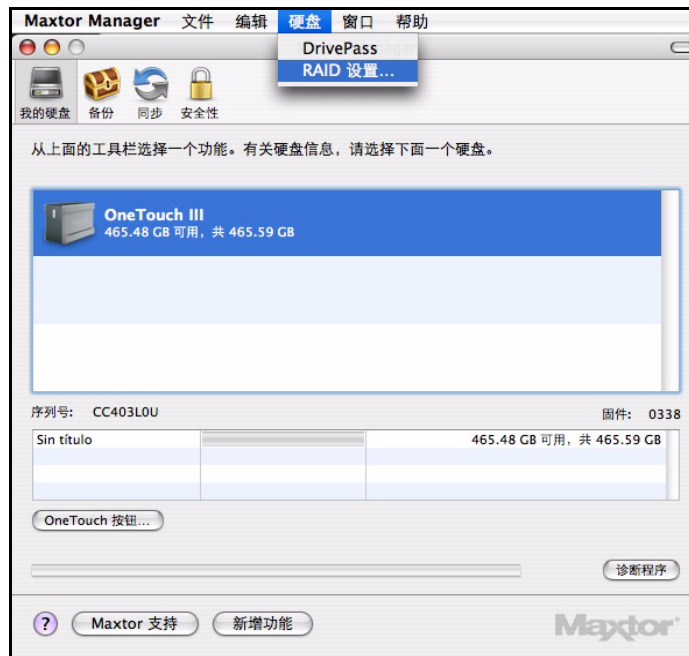 Maxtor Manager 文件 编辑 硬盘 窗口 帮助
DrivePass
RAID 设置...
我的硬盘 备份 同步 安全性
从上面的工具栏选择一个功能。有关硬盘信息，请选择下面一个硬盘。
OneTouch III
465.48 GB 可用，共 465.59 GB
序列号: CC403L0U 固件: 0338
Sin título 465.48 GB 可用，共 465.59 GB
OneTouch 按钮...
诊断程序
? Maxtor 支持 新增功能 Maxtor